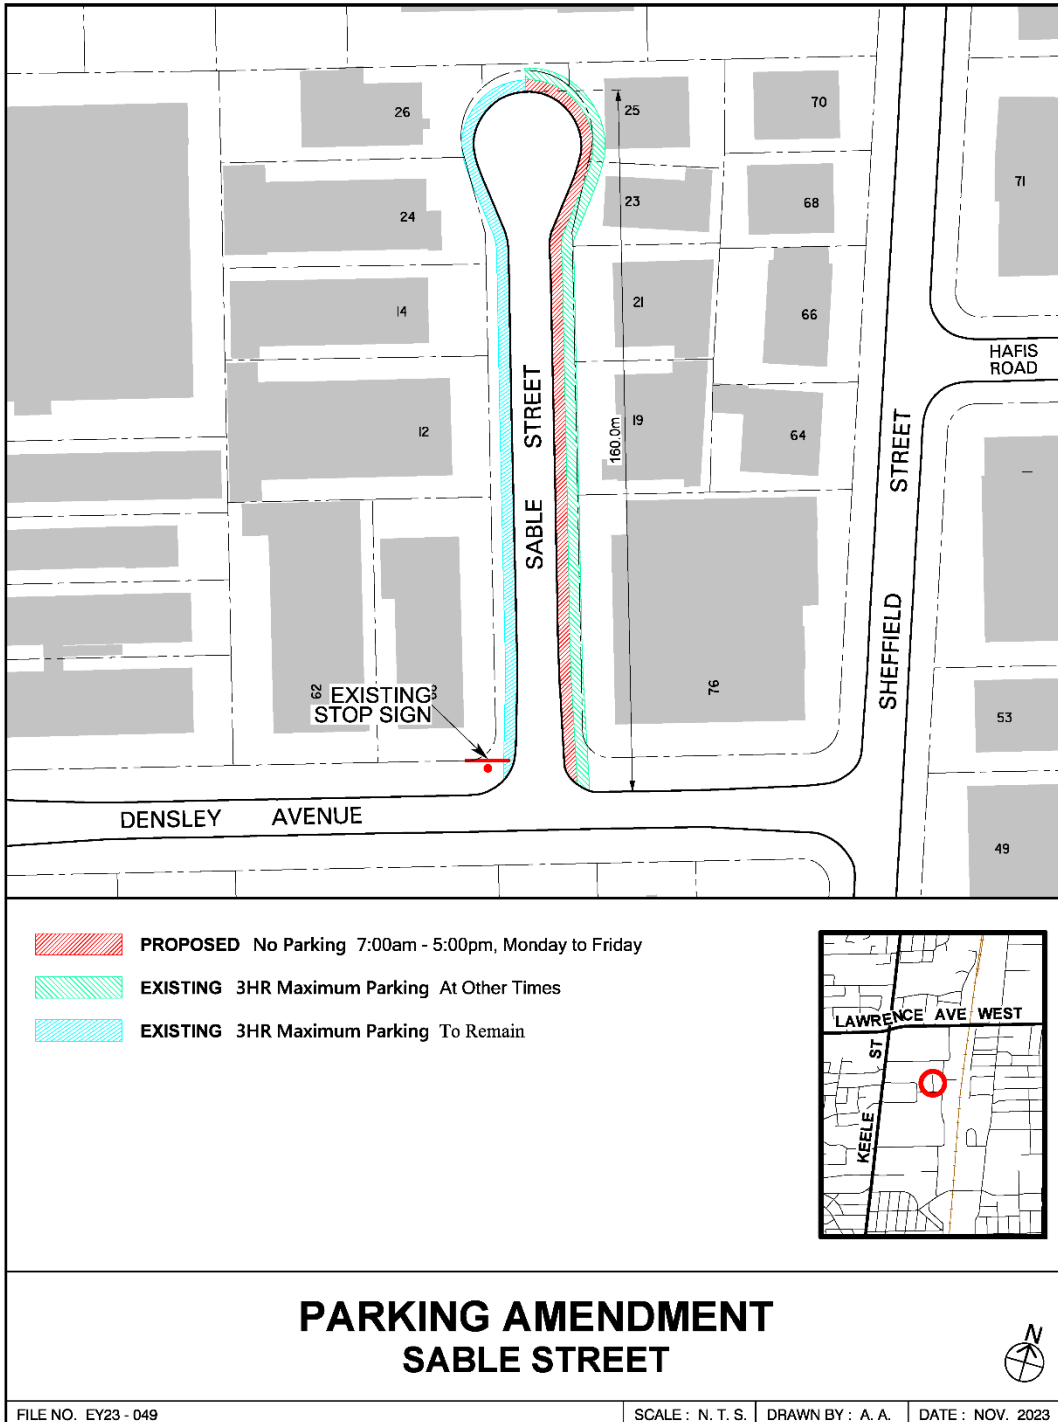 26
25
70
71
24
23
68
14
21
66
HAFIS
ROAD
12
19
64
160.0m
SABLE STREET
SHEFFIELD STREET
62
76
EXISTING
STOP SIGN
53
49
DENSLEY AVENUE
PROPOSED No Parking 7:00am - 5:00pm, Monday to Friday
EXISTING 3HR Maximum Parking At Other Times
EXISTING 3HR Maximum Parking To Remain
LAWRENCE AVE WEST
KEELE ST
PARKING AMENDMENT
SABLE STREET
N
FILE NO. EY23 - 049
SCALE : N. T. S.
DRAWN BY : A. A.
DATE : NOV. 2023